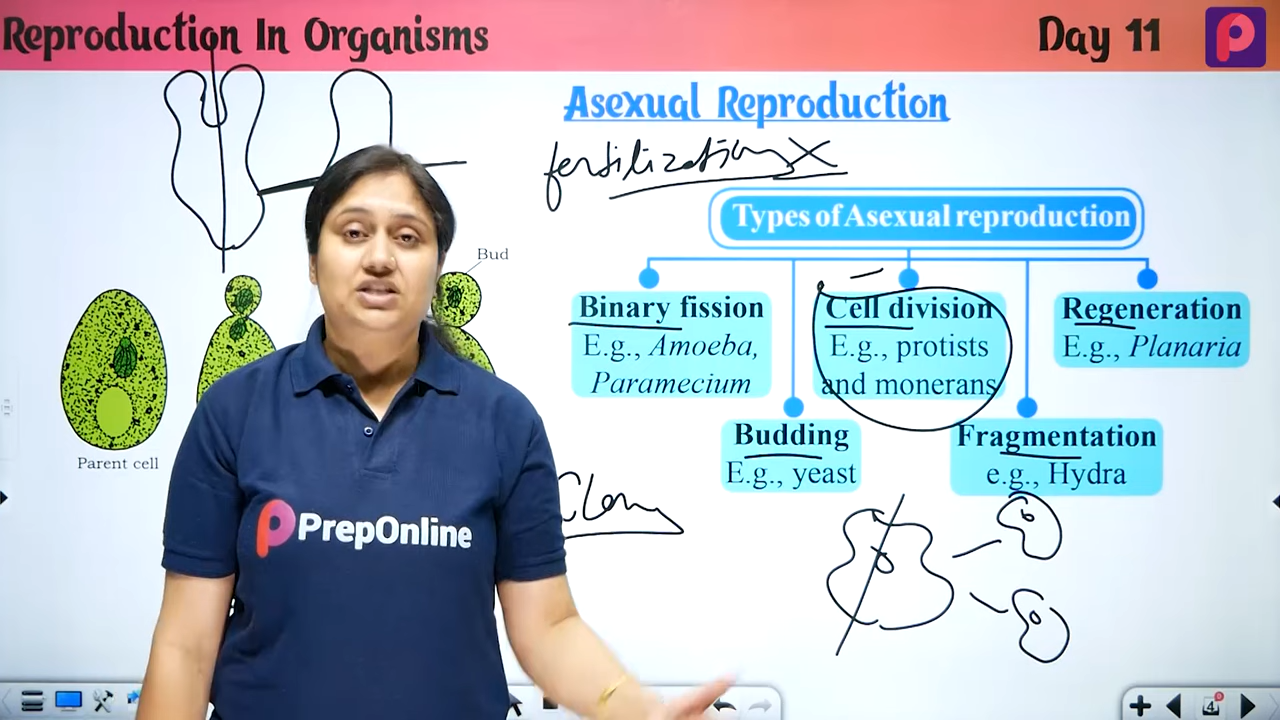 Reproduction In Organisms
Day 11
Asexual Reproduction
fertilization X
Types of Asexual reproduction
Bud
Binary fission
E.g., Amoeba,
Paramecium
Cell division
E.g., protists
and monerans
Regeneration
E.g., Planaria
Budding
E.g., yeast
Fragmentation
e.g., Hydra
Parent cell
PrepOnline
4